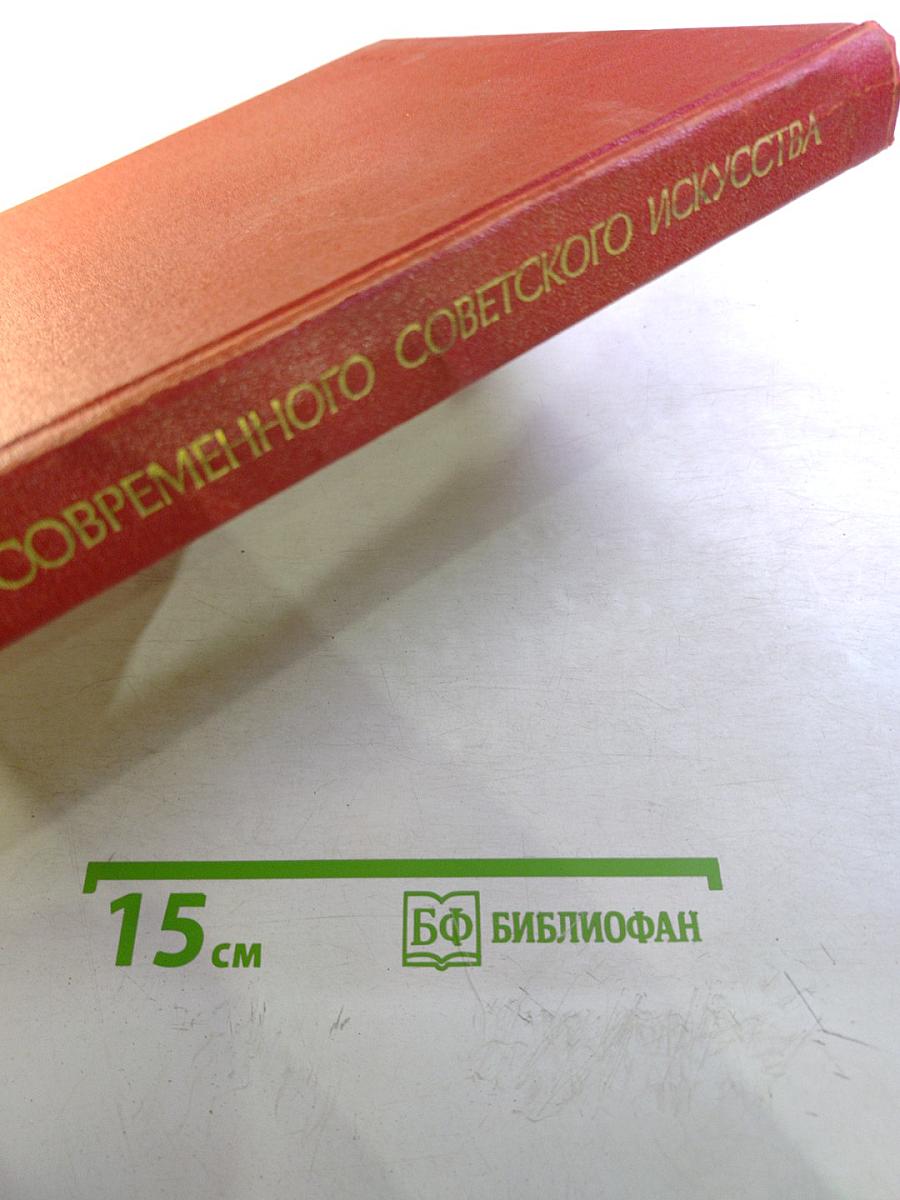 СОВРЕМЕННОГО СОВЕТСКОГО ИСКУССТВА
15 см
БФ БИБЛИОФАН